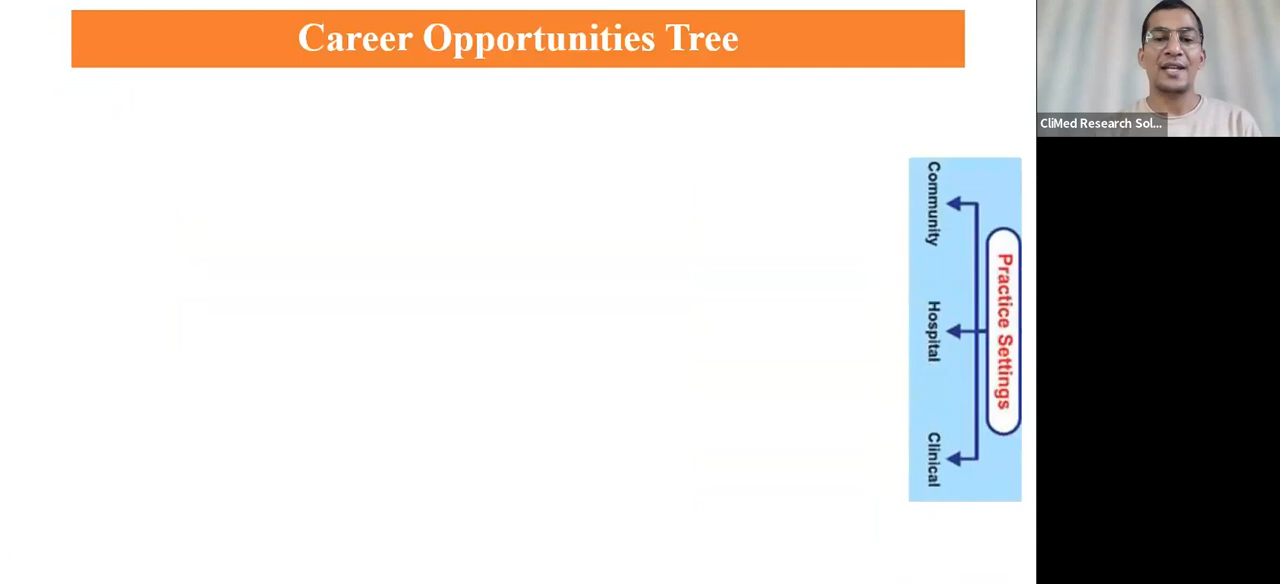 Career Opportunities Tree
CliMed Research Sol...
Practice Settings
Community
Hospital
Clinical